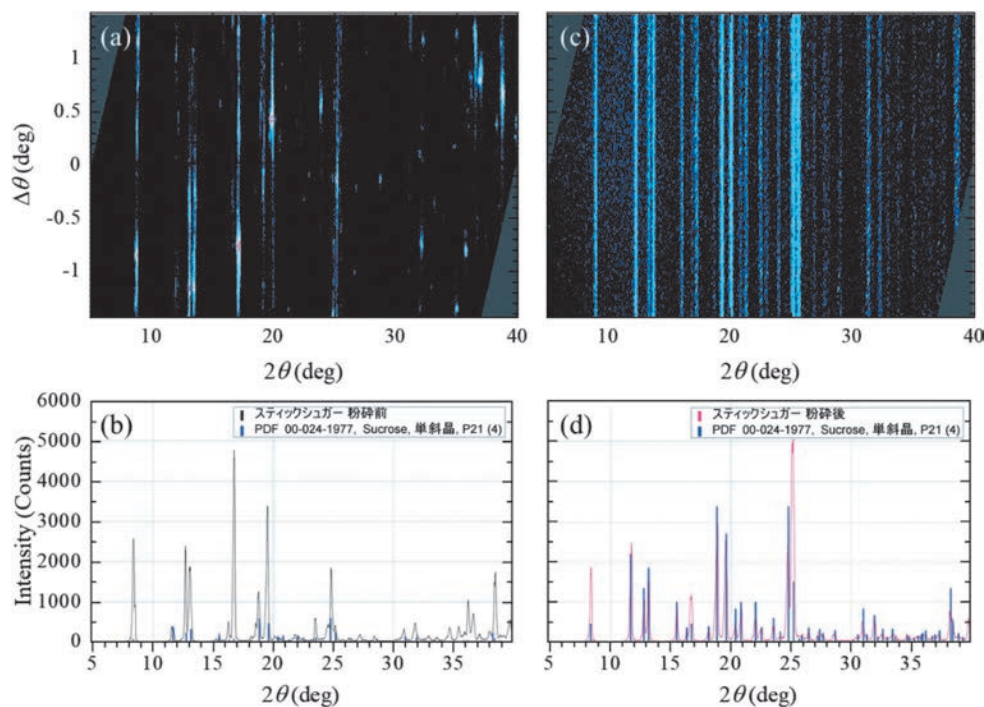 (a)
(c)
Δθ (deg)
1
0.5
0
-0.5
-1
10 20 30 40
10 20 30 40
2θ (deg)
2θ (deg)
(b)
スティックシュガー 粉砕前
PDF 00-024-1977, Sucrose, 単斜晶, P21 (4)
(d)
スティックシュガー 粉砕後
PDF 00-024-1977, Sucrose, 単斜晶, P21 (4)
Intensity (Counts)
6000
5000
4000
3000
2000
1000
0
5 10 15 20 25 30 35
5 10 15 20 25 30 35
2θ (deg)
2θ (deg)